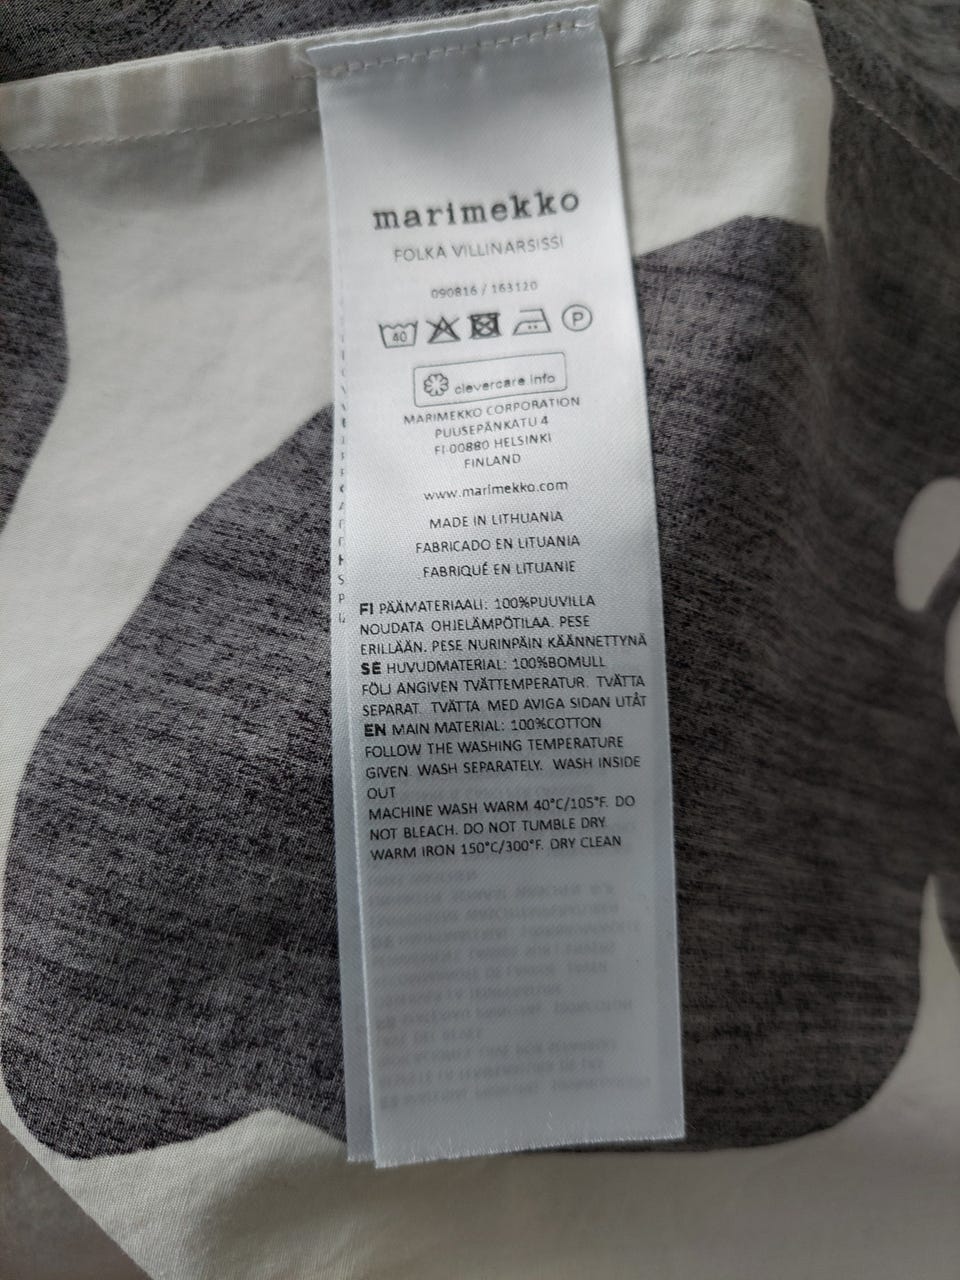 marimekko
FOLKA VILLINARSISSI
090816 / 163120
40 P
clevercare.info
MARIMEKKO CORPORATION
PUUSEPÄNKATU 4
FI-00880 HELSINKI
FINLAND
www.marimekko.com
MADE IN LITHUANIA
FABRICADO EN LITUANIA
FABRIQUÉ EN LITUANIE
FI PÄÄMATERIAALI: 100%PUUVILLA
NOUDATA OHJELÄMPÖTILAA. PESE
ERILLÄÄN. PESE NURINPÄIN KÄÄNNETTYNÄ
SE HUVUDMATERIAL: 100%BOMULL
FÖLJ ANGIVEN TVÄTTEMPERATUR. TVÄTTA
SEPARAT. TVÄTTA MED AVIGA SIDAN UTÅT
EN MAIN MATERIAL: 100%COTTON
FOLLOW THE WASHING TEMPERATURE
GIVEN. WASH SEPARATELY. WASH INSIDE
OUT
MACHINE WASH WARM 40°C/105°F. DO
NOT BLEACH. DO NOT TUMBLE DRY.
WARM IRON 150°C/300°F. DRY CLEAN